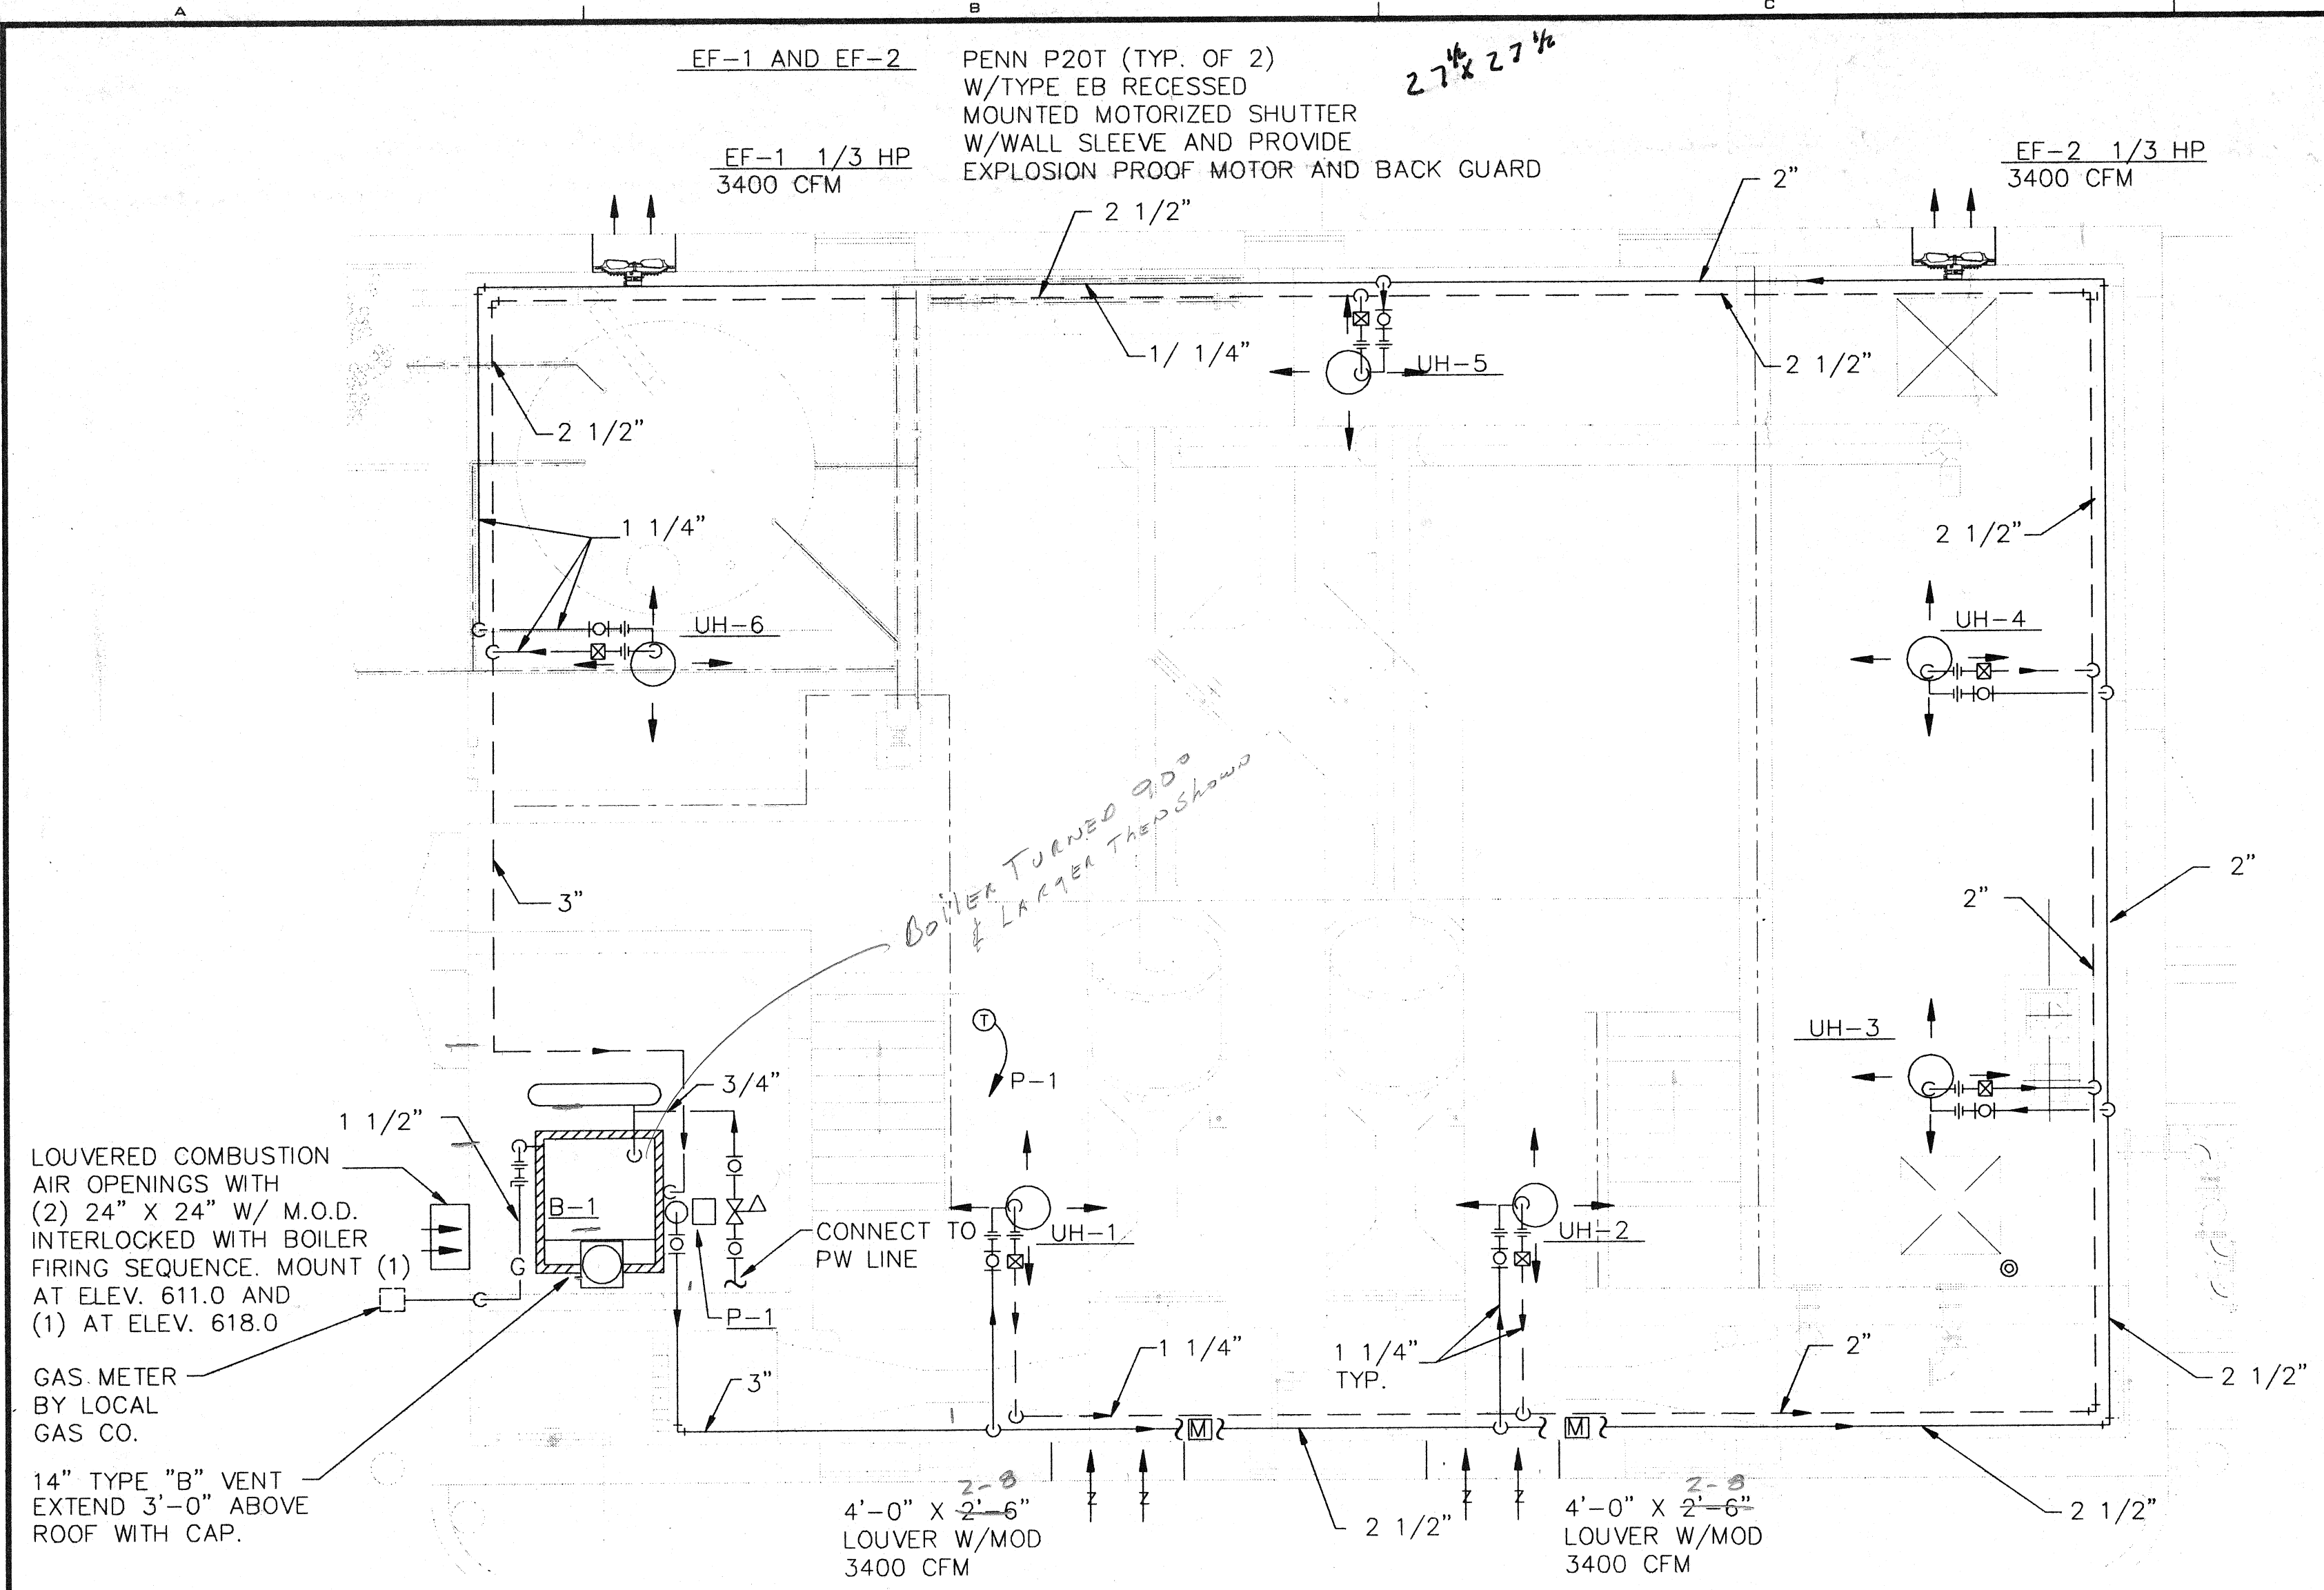 A
B
C
EF-1 AND EF-2
PENN P20T (TYP. OF 2)
W/TYPE EB RECESSED
MOUNTED MOTORIZED SHUTTER
W/WALL SLEEVE AND PROVIDE
EXPLOSION PROOF MOTOR AND BACK GUARD
27 1/2 X 27 1/2
EF-1 1/3 HP
3400 CFM
EF-2 1/3 HP
3400 CFM
2"
2 1/2"
1/ 1/4"
UH-5
2 1/2"
2 1/2"
1 1/4"
2 1/2"
UH-6
UH-4
Boiler Turned 90°
& Larger Then Shown
3"
2"
2"
T
P-1
UH-3
3/4"
1 1/2"
LOUVERED COMBUSTION
AIR OPENINGS WITH
(2) 24" X 24" W/ M.O.D.
INTERLOCKED WITH BOILER
FIRING SEQUENCE. MOUNT (1)
AT ELEV. 611.0 AND
(1) AT ELEV. 618.0
B-1
G
CONNECT TO
PW LINE
UH-1
UH-2
P-1
GAS METER
BY LOCAL
GAS CO.
3"
1 1/4"
1 1/4"
TYP.
2"
2 1/2"
M
M
14" TYPE "B" VENT
EXTEND 3'-0" ABOVE
ROOF WITH CAP.
2-8
4'-0" X 2'-6"
LOUVER W/MOD
3400 CFM
2 1/2"
2-8
4'-0" X 2'-6"
LOUVER W/MOD
3400 CFM
2 1/2"